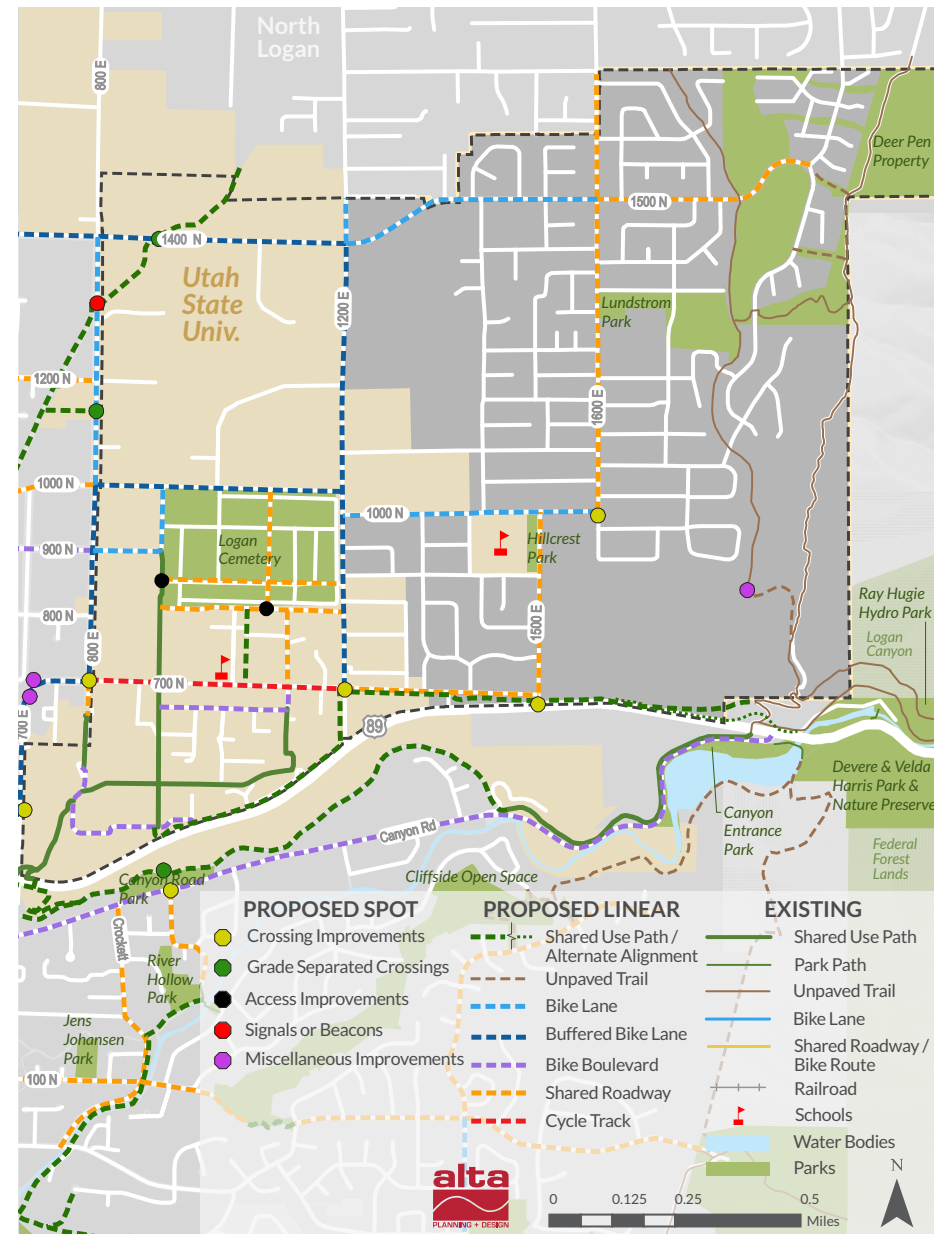 North
Logan
800 E
Deer Pen
Property
1500 N
1400 N
Utah
State
Univ.
1200 E
Lundstrom
Park
1200 N
1600 E
1000 N
1000 N
Logan
Cemetery
Hillcrest
Park
900 N
Ray Hugie
Hydro Park
800 N
1500 E
Logan
Canyon
800 E
700 N
700 E
89
Devere & Velda
Harris Park &
Nature Preserve
Canyon
Entrance
Park
Canyon Rd
Federal
Forest
Lands
Canyon Road
Park
Cliffside Open Space
Crockett
River
Hollow
Park
Jens
Johansen
Park
100 N
PROPOSED SPOT
Crossing Improvements
Grade Separated Crossings
Access Improvements
Signals or Beacons
Miscellaneous Improvements
PROPOSED LINEAR
Shared Use Path /
Alternate Alignment
Unpaved Trail
Bike Lane
Buffered Bike Lane
Bike Boulevard
Shared Roadway
Cycle Track
EXISTING
Shared Use Path
Park Path
Unpaved Trail
Bike Lane
Shared Roadway /
Bike Route
Railroad
Schools
Water Bodies
Parks
alta
PLANNING + DESIGN
0 0.125 0.25 0.5
Miles
N